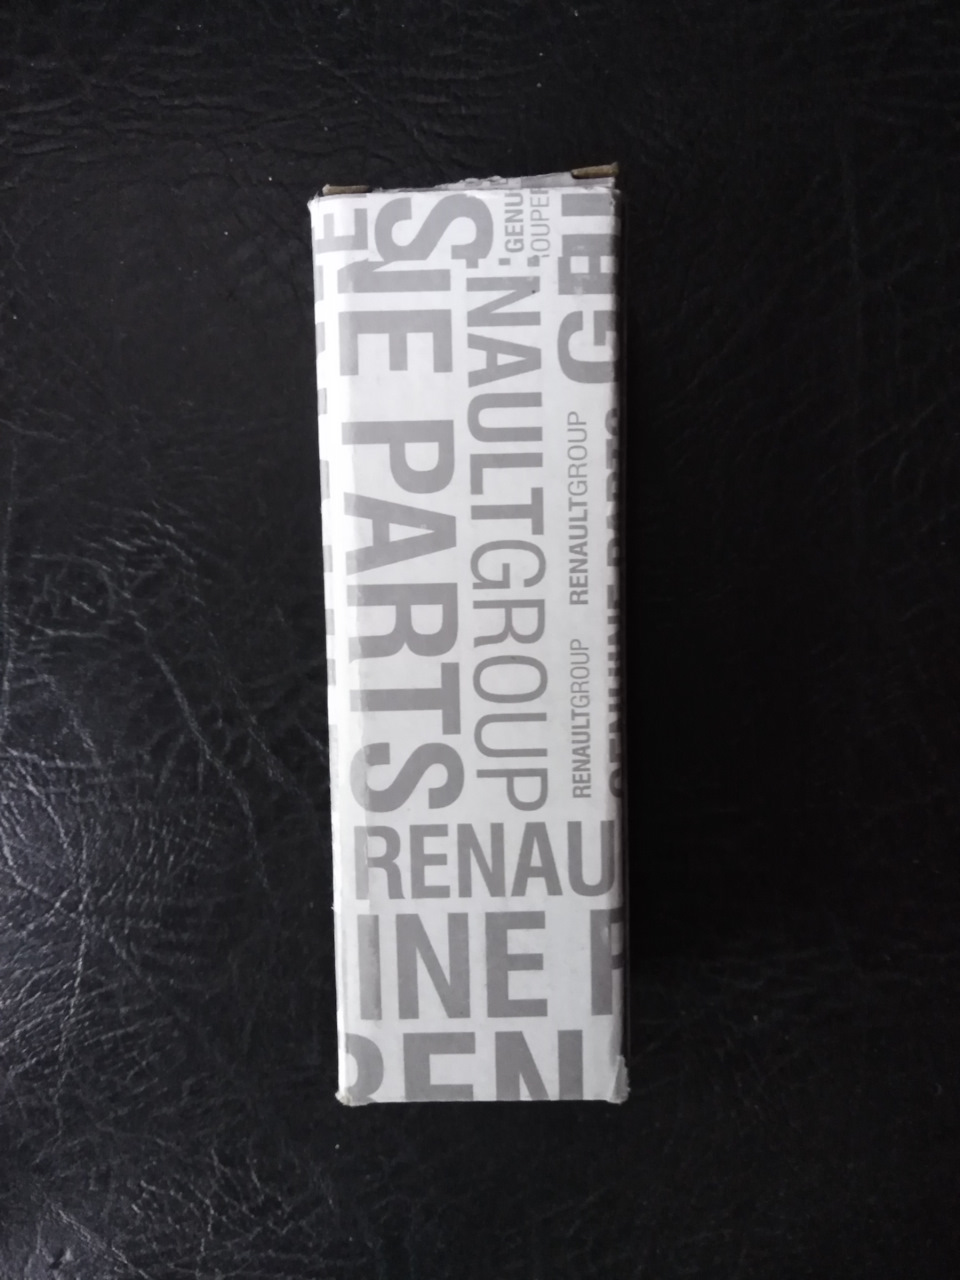 GENU
OUPER
NE PARTS
NAULTGROUP
G
RENAULTGROUP
RENAULTGROUP
RENAU
INE P
REN